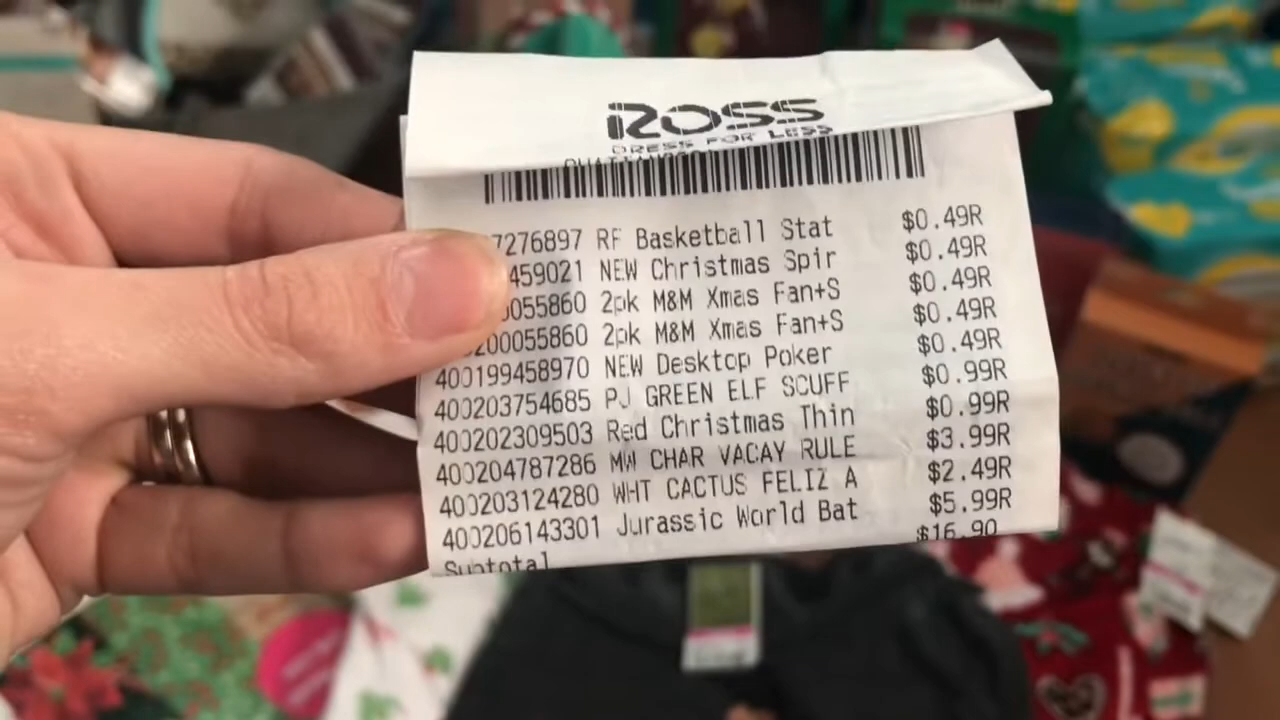 ROSS
DRESS FOR LESS
7276897 RF Basketball Stat $0.49R
459021 NEW Christmas Spir $0.49R
0055860 2pk M&M Xmas Fan+S $0.49R
200055860 2pk M&M Xmas Fan+S $0.49R
400199458970 NEW Desktop Poker $0.49R
400203754685 PJ GREEN ELF SCUFF $0.99R
400202309503 Red Christmas Thin $0.99R
400204787286 MW CHAR VACAY RULE $3.99R
400203124280 WHT CACTUS FELIZ A $2.49R
400206143301 Jurassic World Bat $5.99R
Subtotal $16.90